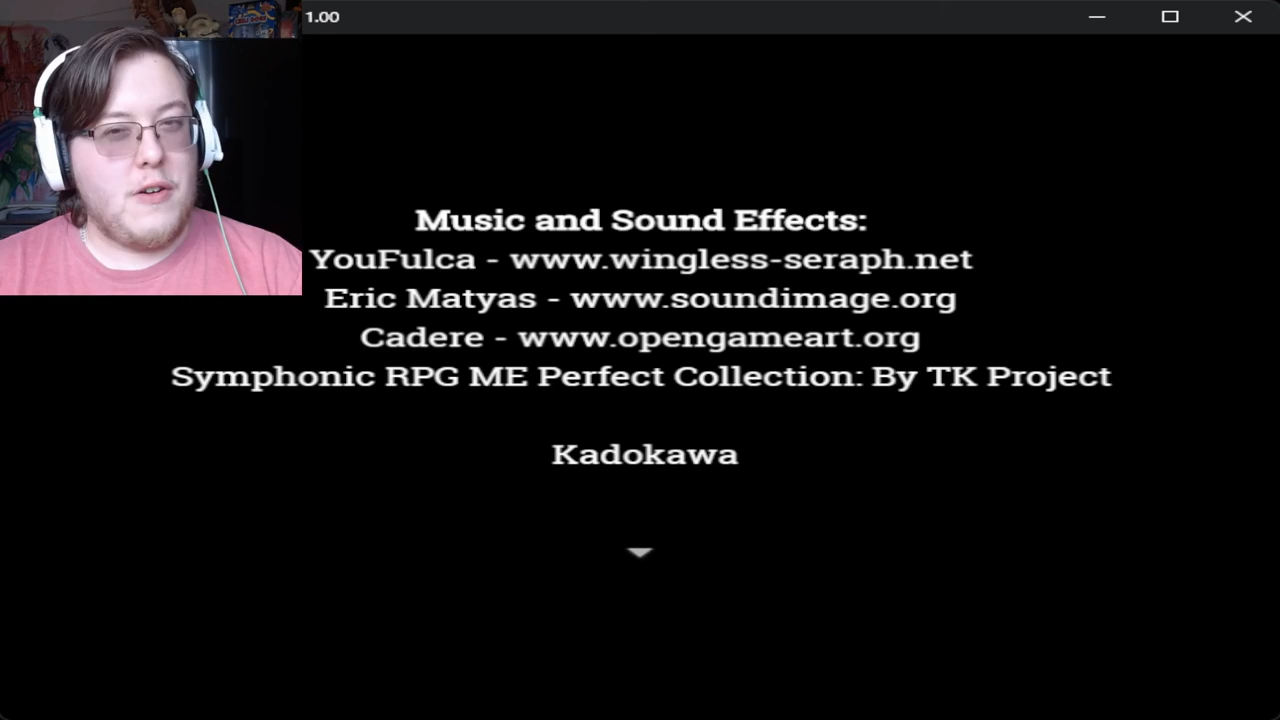 1.00
Music and Sound Effects:
YouFulca - www.wingless-seraph.net
Eric Matyas - www.soundimage.org
Cadere - www.opengameart.org
Symphonic RPG ME Perfect Collection: By TK Project
Kadokawa